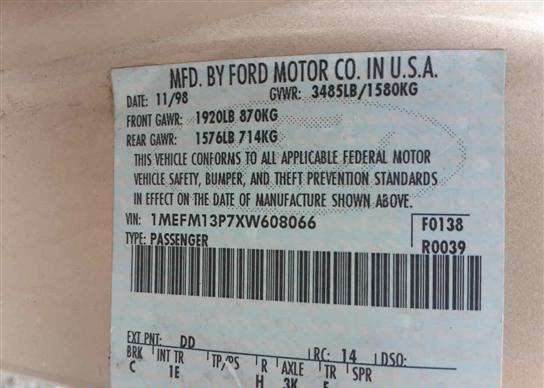 MFD. BY FORD MOTOR CO. IN U.S.A.
DATE: 11/98 GVWR: 3485LB/1580KG
FRONT GAWR: 1920LB 870KG
REAR GAWR: 1576LB 714KG
THIS VEHICLE CONFORMS TO ALL APPLICABLE FEDERAL MOTOR
VEHICLE SAFETY, BUMPER, AND THEFT PREVENTION STANDARDS
IN EFFECT ON THE DATE OF MANUFACTURE SHOWN ABOVE.
VIN: 1MEFM13P7XW608066 F0138
TYPE: PASSENGER R0039
EXT PNT: DD RC: 14 DSO:
BRK INT TR TP/PS R AXLE TR SPR
C 1E H 3K